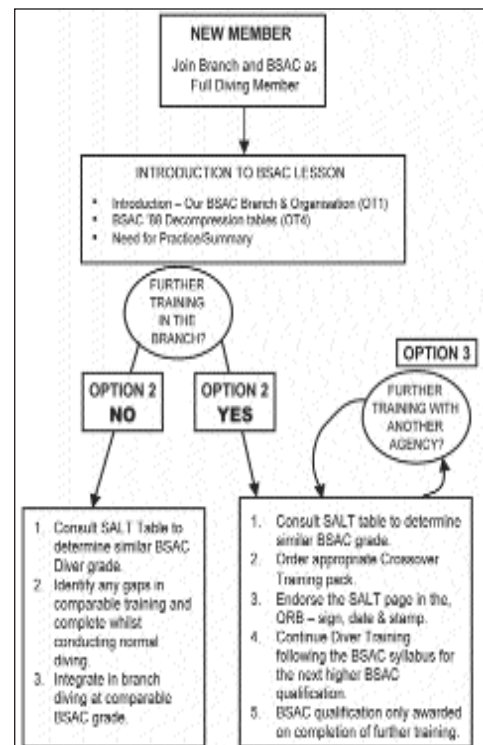 NEW MEMBER
Join Branch and BSAC as
Full Diving Member
INTRODUCTION TO BSAC LESSON
• Introduction – Our BSAC Branch & Organisation (OT1)
• BSAC '88 Decompression tables (OT4)
• Need for Practice/Summary
FURTHER
TRAINING
IN THE
BRANCH?
OPTION 2
NO
OPTION 2
YES
OPTION 3
FURTHER
TRAINING WITH
ANOTHER
AGENCY?
1. Consult SALT Table to
determine similar BSAC
Diver grade.
2. Identify any gaps in
comparable training and
complete whilst
conducting normal
diving.
3. Integrate in branch
diving at comparable
BSAC grade.
1. Consult SALT table to determine
similar BSAC grade.
2. Order appropriate Crossover
Training pack.
3. Endorse the SALT page in the,
QRB – sign, date & stamp.
4. Continue Diver Training
following the BSAC syllabus for
the next higher BSAC
qualification.
5. BSAC qualification only awarded
on completion of further training.